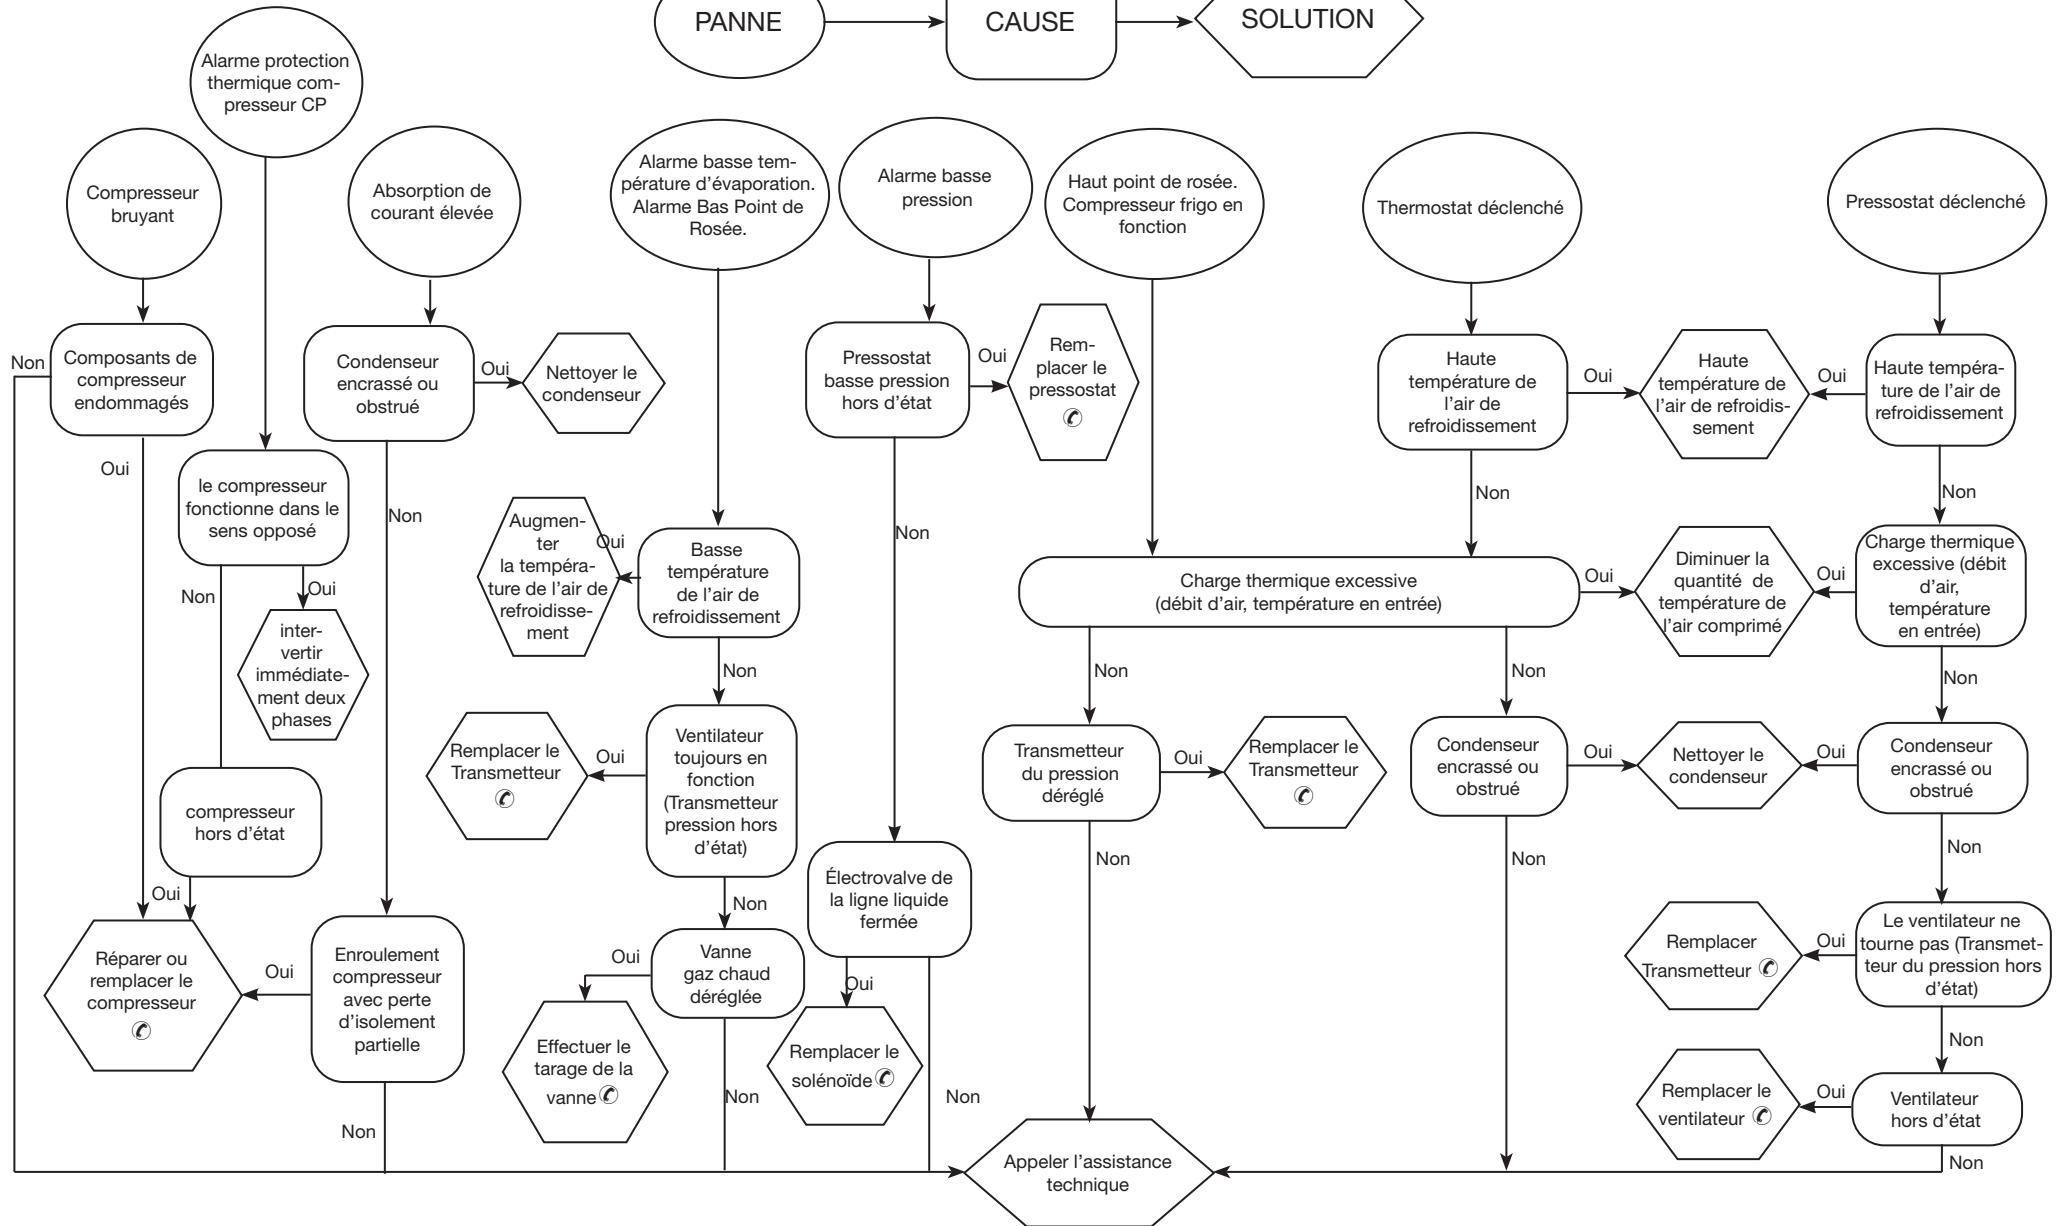 PANNE
CAUSE
SOLUTION
Alarme protection
thermique com-
presseur CP
Compresseur
bruyant
Absorption de
courant élevée
Alarme basse tem-
pérature d'évaporation.
Alarme Bas Point de
Rosée.
Alarme basse
pression
Haut point de rosée.
Compresseur frigo en
fonction
Thermostat déclenché
Pressostat déclenché
Non
Composants de
compresseur
endommagés
Oui
le compresseur
fonctionne dans le
sens opposé
Non
Oui
inter-
vertir
immédiate-
ment deux
phases
compresseur
hors d'état
Oui
Réparer ou
remplacer le
compresseur
✆
Condenseur
encrassé ou
obstrué
Oui
Nettoyer le
condenseur
Non
Enroulement
compresseur
avec perte
d'isolement
partielle
Oui
Non
Augmen-
ter
la tempéra-
ture de l'air de
refroidisse-
ment
Oui
Basse
température
de l'air de
refroidissement
Non
Remplacer le
Transmetteur
✆
Oui
Ventilateur
toujours en
fonction
(Transmetteur
pression hors
d'état)
Non
Oui
Vanne
gaz chaud
déréglée
Effectuer le
tarage de la
vanne ✆
Non
Pressostat
basse pression
hors d'état
Oui
Rem-
placer le
pressostat
✆
Non
Électrovalve de
la ligne liquide
fermée
Oui
Remplacer le
solénoïde ✆
Non
Haute
température de
l'air de
refroidissement
Oui
Haute
température de
l'air de refroidis-
sement
Oui
Haute tempéra-
ture de l'air de
refroidissement
Non
Non
Charge thermique excessive
(débit d'air, température en entrée)
Oui
Diminuer la
quantité de
température de
l'air comprimé
Oui
Charge thermique
excessive (débit
d'air,
température
en entrée)
Non
Non
Non
Transmetteur
du pression
déréglé
Oui
Remplacer le
Transmetteur
✆
Condenseur
encrassé ou
obstrué
Oui
Nettoyer le
condenseur
Oui
Condenseur
encrassé ou
obstrué
Non
Non
Non
Remplacer
Transmetteur ✆
Oui
Le ventilateur ne
tourne pas (Transmet-
teur du pression hors
d'état)
Non
Remplacer le
ventilateur ✆
Oui
Ventilateur
hors d'état
Non
Appeler l'assistance
technique